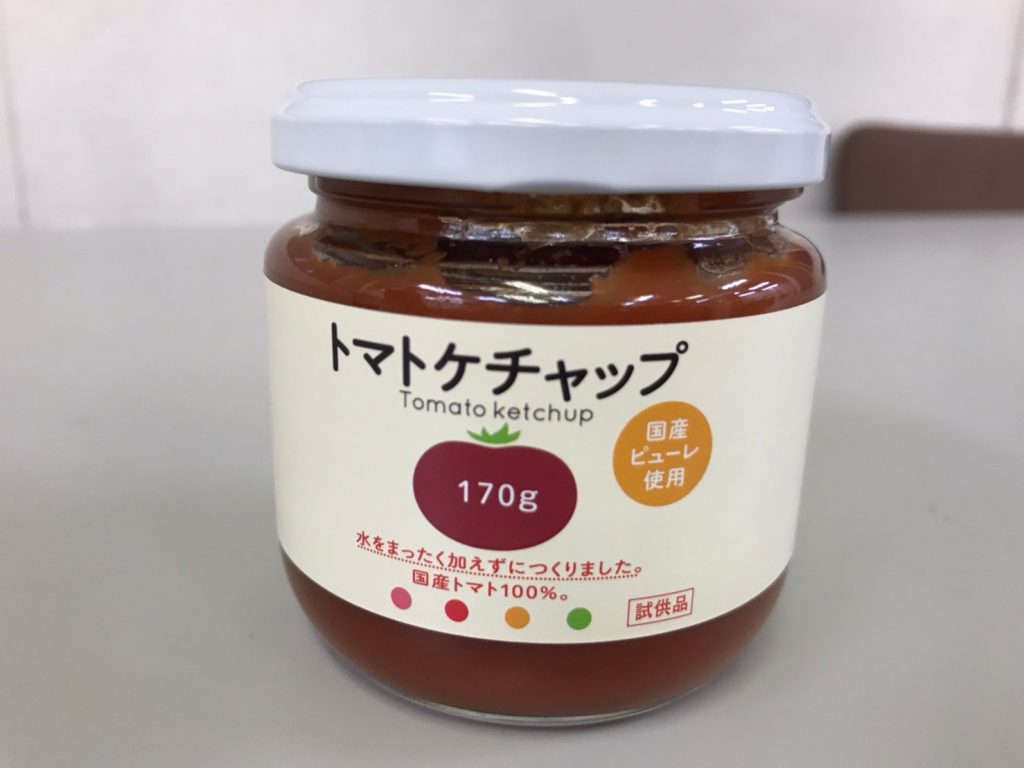 トマトケチャップ
Tomato ketchup
国産
ピューレ
使用
170g
水をまったく加えずにつくりました。
国産トマト100%。
試供品